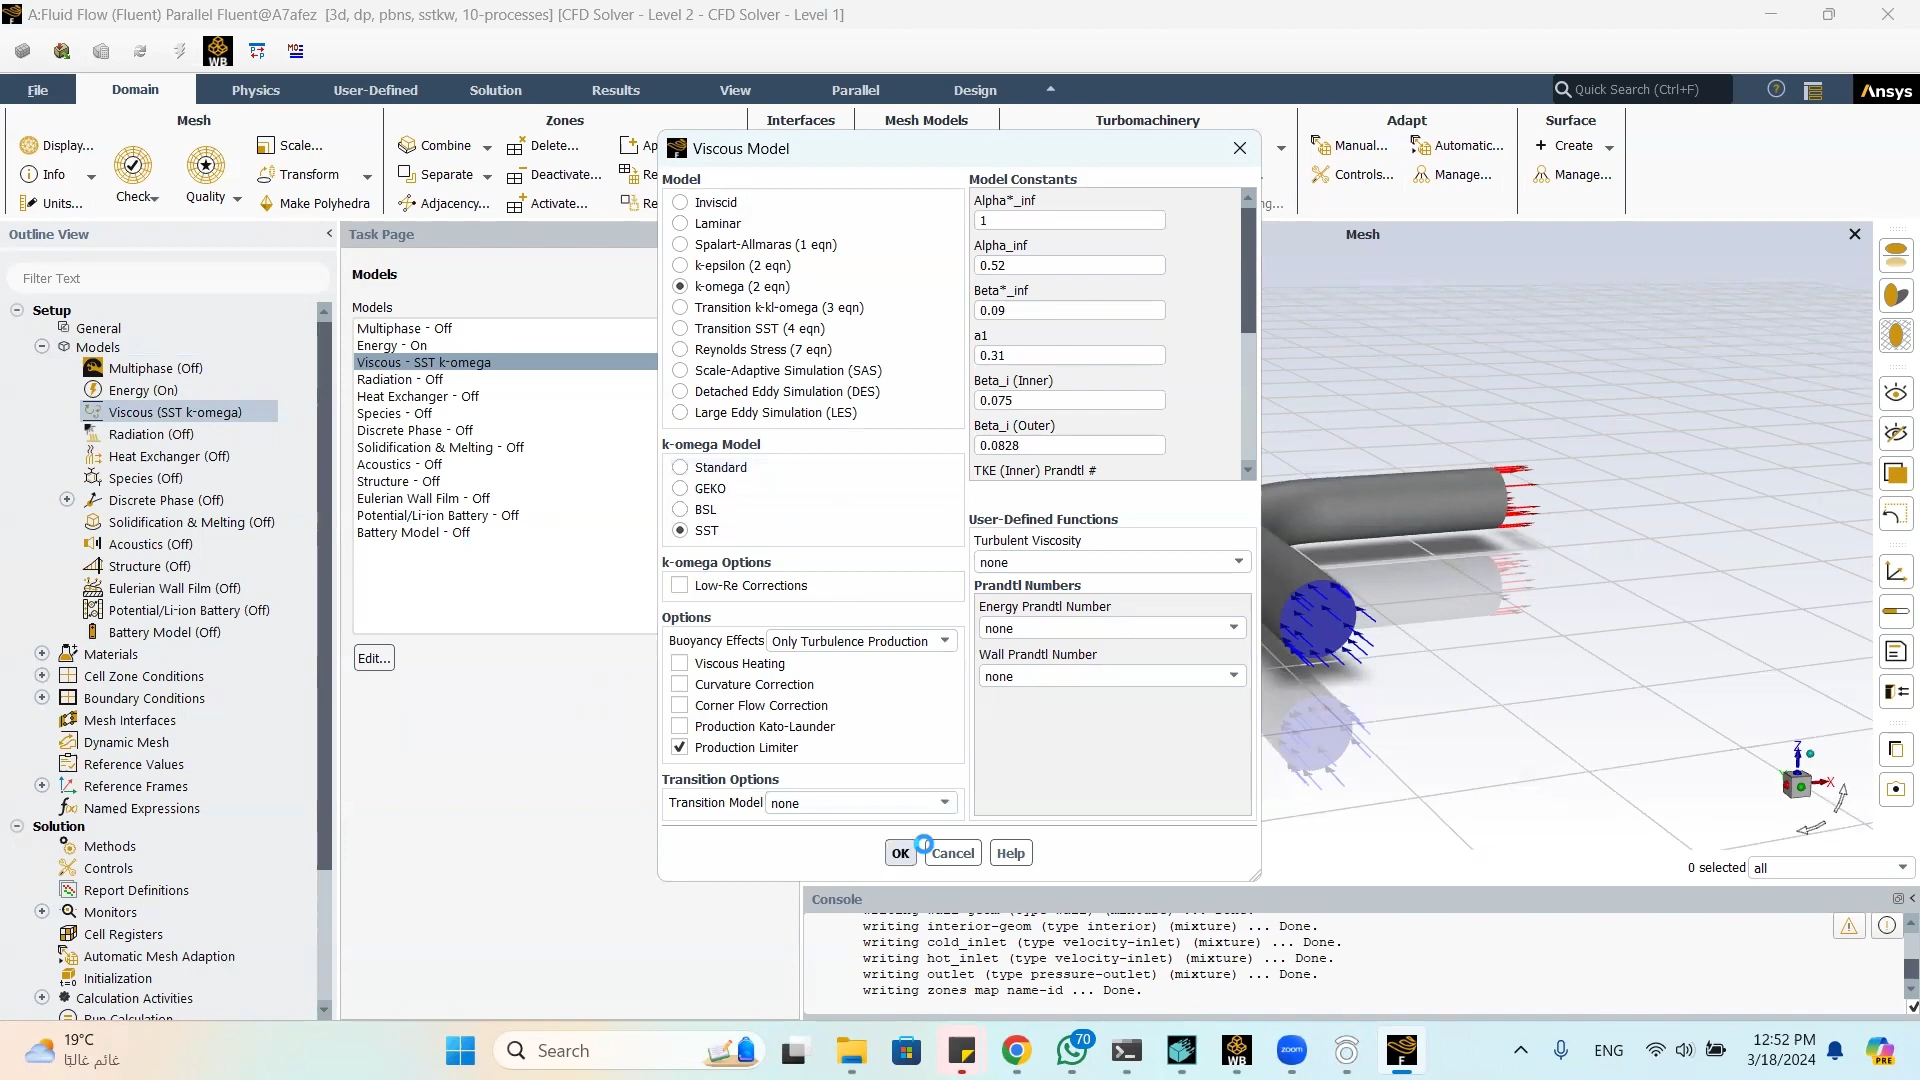 A:Fluid Flow (Fluent) Parallel Fluent@A7afez [3d, dp, pbns, sstkw, 10-processes] [CFD Solver - Level 2 - CFD Solver - Level 1]
WB
File Domain Physics User-Defined Solution Results View Parallel Design Quick Search (Ctrl+F) Ansys
Mesh
Display...
Info
Units...
Check
Quality
Scale...
Transform
Make Polyhedra
Zones
Combine
Separate
Adjacency...
Delete...
Deactivate...
Activate...
Ap
Re
Re
Interfaces
Mesh Models
Turbomachinery
Adapt
Manual...
Controls...
Automatic...
Manage...
Surface
Create
Manage...
Outline View
Filter Text
Setup
General
Models
Multiphase (Off)
Energy (On)
Viscous (SST k-omega)
Radiation (Off)
Heat Exchanger (Off)
Species (Off)
Discrete Phase (Off)
Solidification & Melting (Off)
Acoustics (Off)
Structure (Off)
Eulerian Wall Film (Off)
Potential/Li-ion Battery (Off)
Battery Model (Off)
Materials
Cell Zone Conditions
Boundary Conditions
Mesh Interfaces
Dynamic Mesh
Reference Values
Reference Frames
Named Expressions
Solution
Methods
Controls
Report Definitions
Monitors
Cell Registers
Automatic Mesh Adaption
Initialization
Calculation Activities
Run Calculation
Task Page
Models
Models
Multiphase - Off
Energy - On
Viscous - SST k-omega
Radiation - Off
Heat Exchanger - Off
Species - Off
Discrete Phase - Off
Solidification & Melting - Off
Acoustics - Off
Structure - Off
Eulerian Wall Film - Off
Potential/Li-ion Battery - Off
Battery Model - Off
Edit...
Viscous Model
Model
Inviscid
Laminar
Spalart-Allmaras (1 eqn)
k-epsilon (2 eqn)
k-omega (2 eqn)
Transition k-kl-omega (3 eqn)
Transition SST (4 eqn)
Reynolds Stress (7 eqn)
Scale-Adaptive Simulation (SAS)
Detached Eddy Simulation (DES)
Large Eddy Simulation (LES)
k-omega Model
Standard
GEKO
BSL
SST
k-omega Options
Low-Re Corrections
Options
Buoyancy Effects Only Turbulence Production
Viscous Heating
Curvature Correction
Corner Flow Correction
Production Kato-Launder
Production Limiter
Transition Options
Transition Model none
Model Constants
Alpha*_inf
1
Alpha_inf
0.52
Beta*_inf
0.09
a1
0.31
Beta_i (Inner)
0.075
Beta_i (Outer)
0.0828
TKE (Inner) Prandtl #
User-Defined Functions
Turbulent Viscosity
none
Prandtl Numbers
Energy Prandtl Number
none
Wall Prandtl Number
none
OK Cancel Help
ng...
Mesh
Z
X
0 selected all
Console
writing interior-geom (type interior) (mixture) ... Done.
writing cold_inlet (type velocity-inlet) (mixture) ... Done.
writing hot_inlet (type velocity-inlet) (mixture) ... Done.
writing outlet (type pressure-outlet) (mixture) ... Done.
writing zones map name-id ... Done.
19°C
غائم غالبًا
Search
70
WB
zoom
ENG
12:52 PM
3/18/2024
PRE